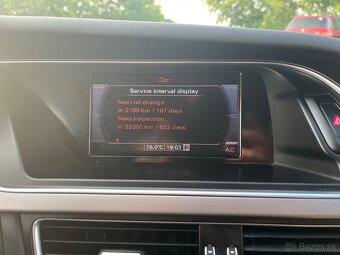 Car
Service interval display
Next oil change
in 3100 km / 197 days
Next inspection
in 33300 km / 632 days
16,0°C 19:03
AC
Bazos.sk